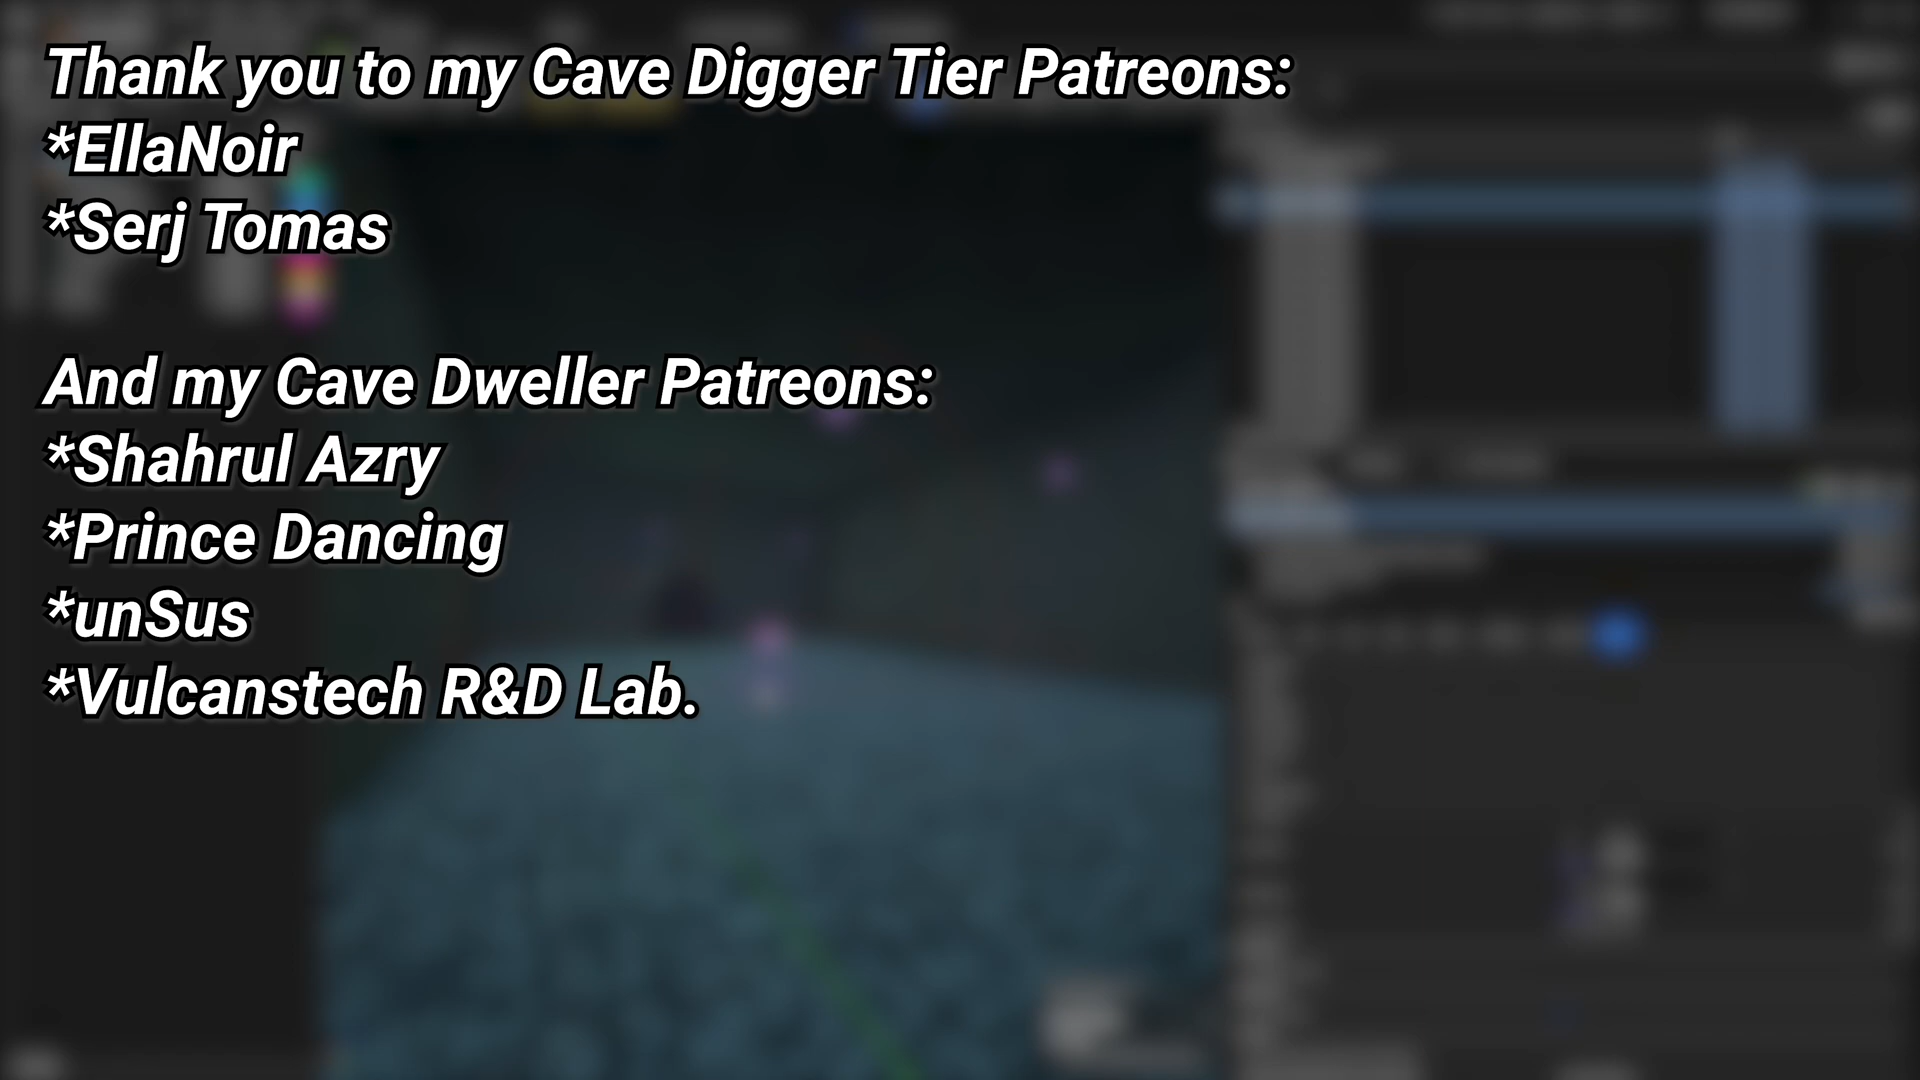 Thank you to my Cave Digger Tier Patreons:
*EllaNoir
*Serj Tomas
And my Cave Dweller Patreons:
*Shahrul Azry
*Prince Dancing
*unSus
*Vulcanstech R&D Lab.